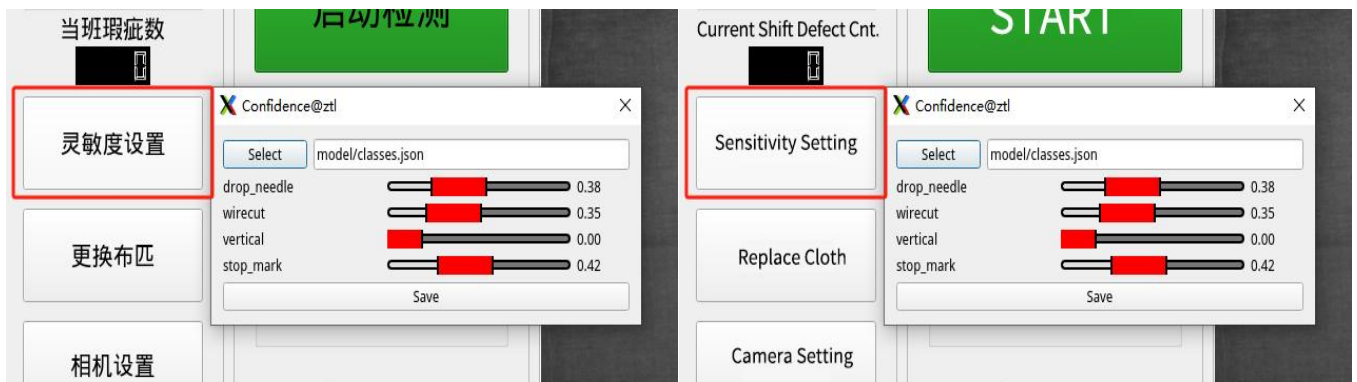 当班瑕疵数
0
启动检测
灵敏度设置
更换布匹
相机设置
Confidence@ztl
Select
model/classes.json
drop_needle 0.38
wirecut 0.35
vertical 0.00
stop_mark 0.42
Save
Current Shift Defect Cnt.
0
START
Sensitivity Setting
Replace Cloth
Camera Setting
Confidence@ztl
Select
model/classes.json
drop_needle 0.38
wirecut 0.35
vertical 0.00
stop_mark 0.42
Save